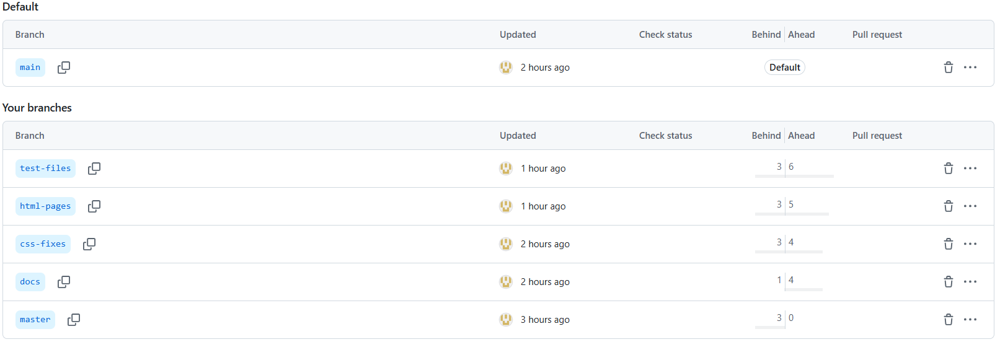 Default
Branch Updated Check status Behind Ahead Pull request
main 2 hours ago Default
Your branches
Branch Updated Check status Behind Ahead Pull request
test-files 1 hour ago 3 6
html-pages 1 hour ago 3 5
css-fixes 2 hours ago 3 4
docs 2 hours ago 1 4
master 3 hours ago 3 0